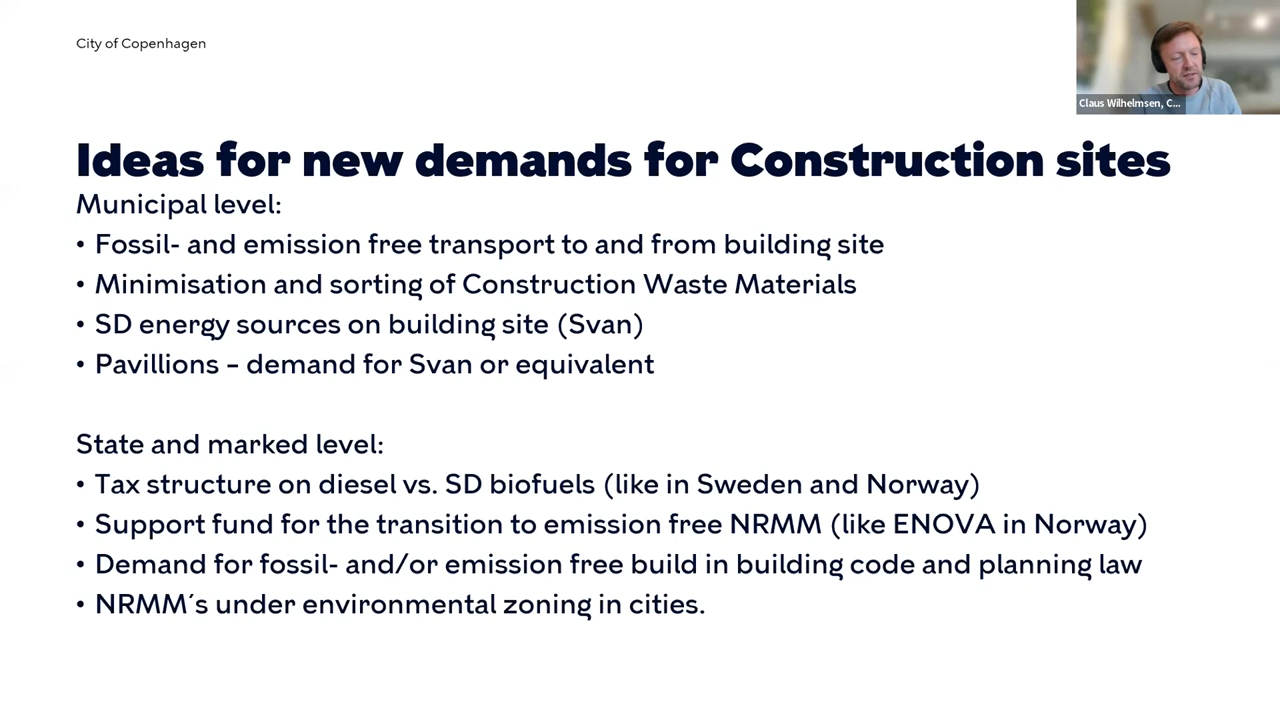 City of Copenhagen
Claus Wilhelmsen, C...
Ideas for new demands for Construction sites
Municipal level:
• Fossil- and emission free transport to and from building site
• Minimisation and sorting of Construction Waste Materials
• SD energy sources on building site (Svan)
• Pavillions – demand for Svan or equivalent
State and marked level:
• Tax structure on diesel vs. SD biofuels (like in Sweden and Norway)
• Support fund for the transition to emission free NRMM (like ENOVA in Norway)
• Demand for fossil- and/or emission free build in building code and planning law
• NRMM´s under environmental zoning in cities.